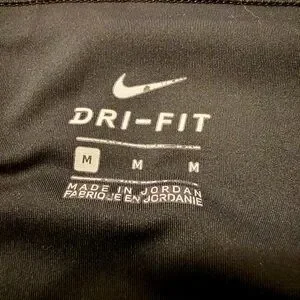 DRI-FIT
M M M
MADE IN JORDAN
FABRIQUE EN JORDANIE